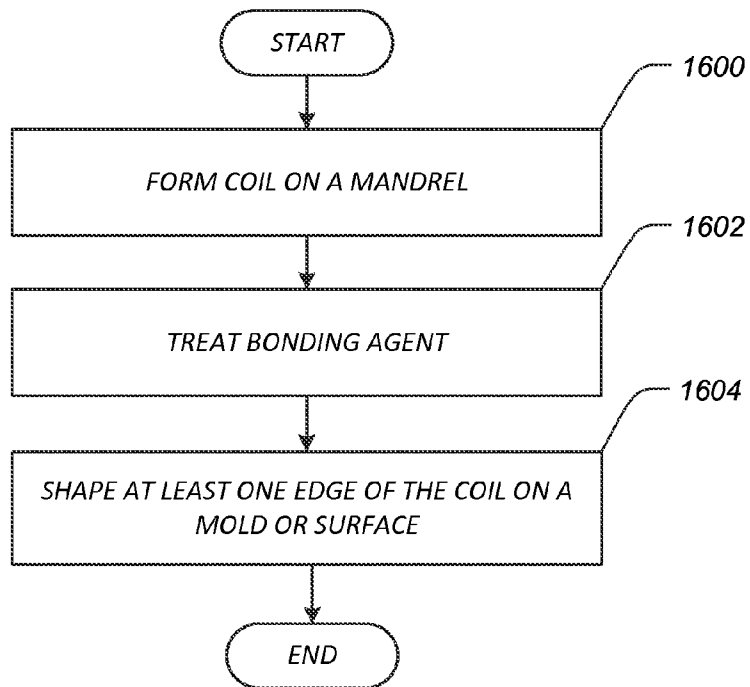 START
1600
FORM COIL ON A MANDREL
1602
TREAT BONDING AGENT
1604
SHAPE AT LEAST ONE EDGE OF THE COIL ON A
MOLD OR SURFACE
END